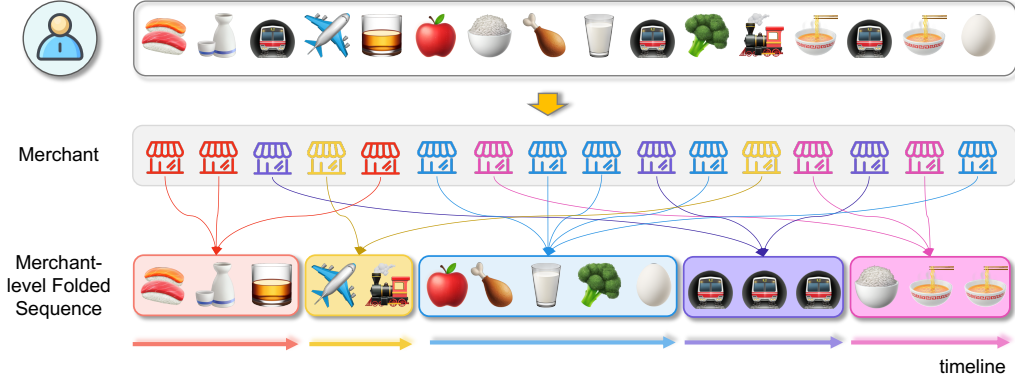 Merchant
Merchant-
level Folded
Sequence
timeline